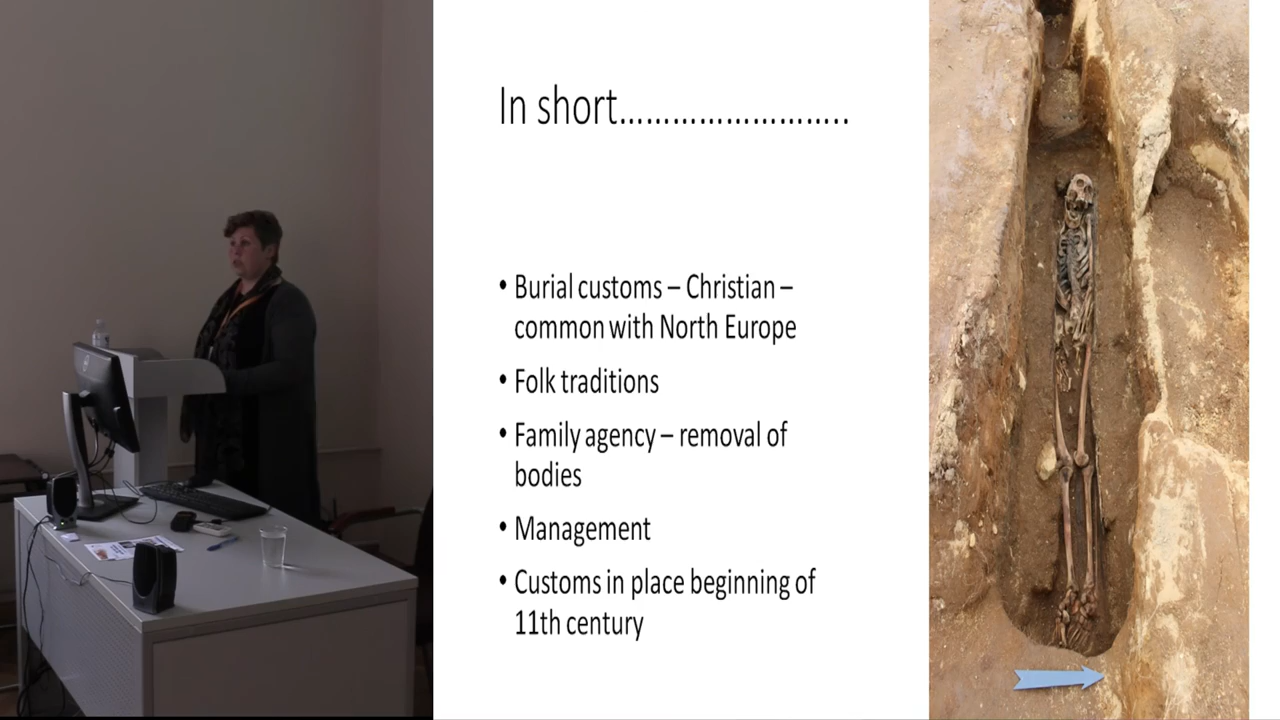 In short……………………..
• Burial customs – Christian –
common with North Europe
• Folk traditions
• Family agency – removal of
bodies
• Management
• Customs in place beginning of
11th century